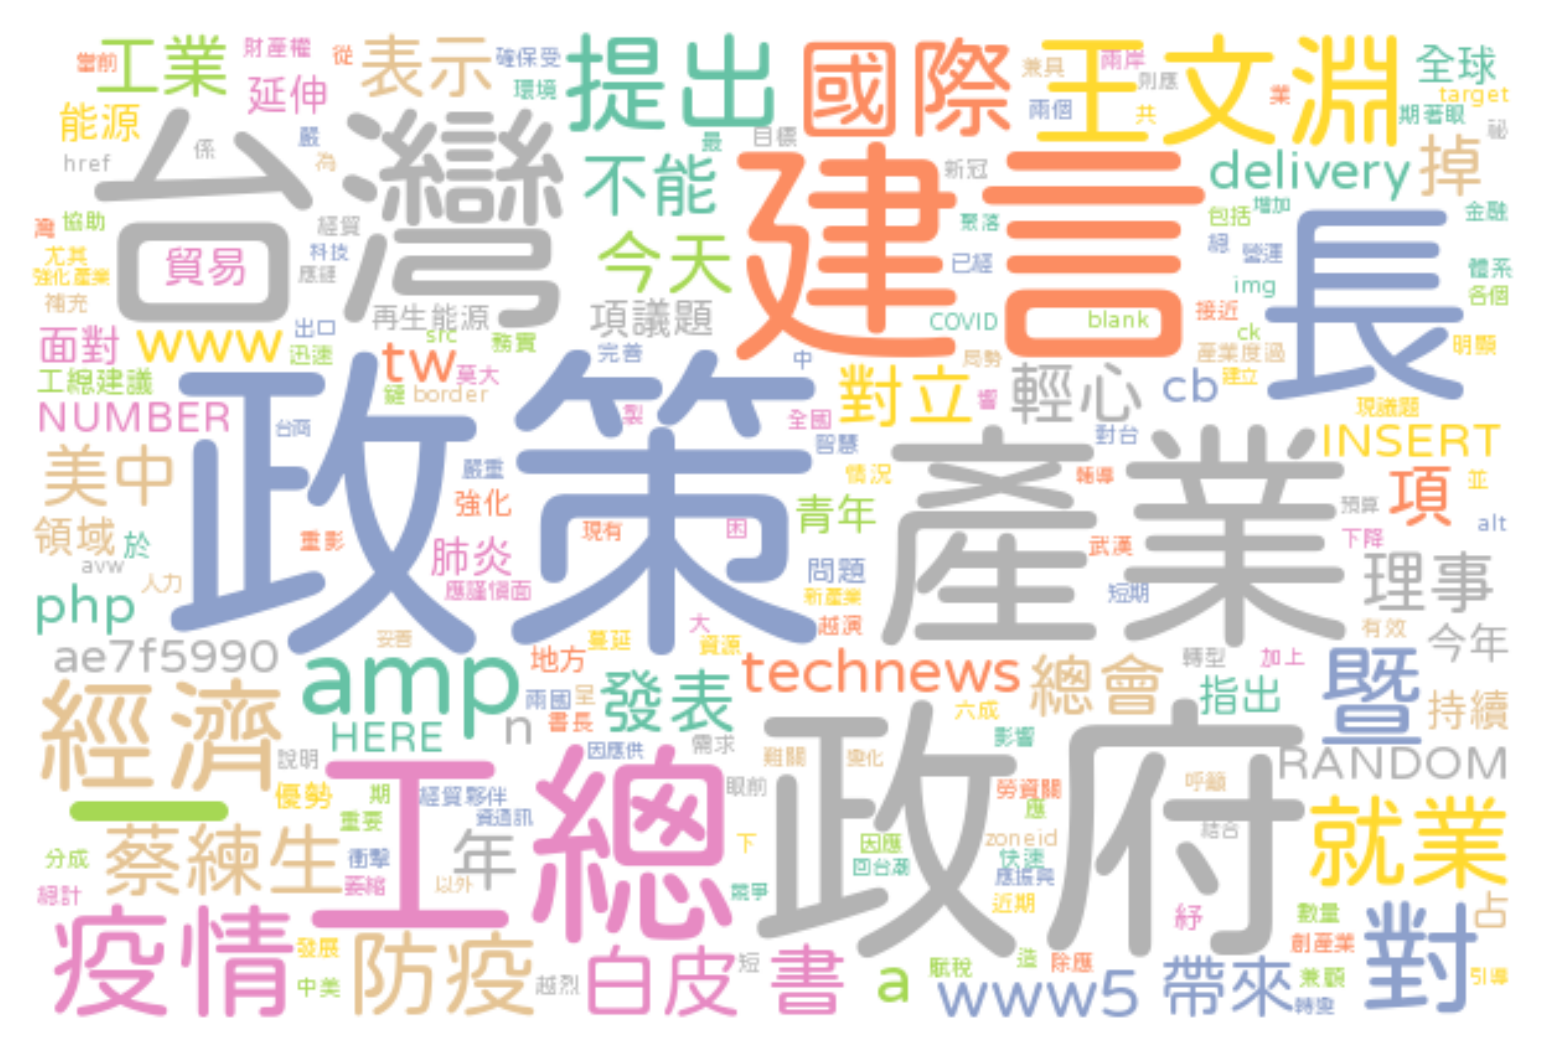 當前
工業
財產權
從
表示
確保受
提出
國際
兼具
王文淵
兩岸
則應
全球
target
延伸
環境
兩個
共
業
期著眼
能源
嚴
最
目標
祕
href
係
為
台灣
不能
建言
新冠
delivery
掉
灣
協助
經貿
聚落
包括
增加
金融
長
尤其
貿易
科技
今天
已經
總
營運
體系
強化產業
應鏈
img
各個
補充
再生能源
項議題
COVID
blank
接近
面對
www
出口
src
務實
ck
明顯
迅速
tw
莫大
完善
中
局勢
產業度過
工總建議
鏈
border
對立
輕心
cb
建立
NUMBER
政策
製
全國
響
現議題
台商
智慧
對台
INSERT
美中
嚴重
情況
產業
輔導
項
並
強化
青年
預算
領域
於
重影
現有
困
alt
avw
肺炎
武漢
下降
人力
應謹慎面
問題
短期
理事
php
新產業
大
越演
有效
今年
妥善
蔓延
資源
ae7f5990
amp
地方
technews
總會
轉型
加上
暨
經濟
兩國
呈
發表
六成
指出
持續
HERE
n
書長
政府
說明
工總
因應供
需求
影響
難關
變化
RANDOM
優勢
期
經貿夥伴
眼前
勞資關
呼籲
重要
資通訊
應
就業
蔡練生
年
下
因應
zoneid
結合
分成
衝擊
快速
總計
萎縮
以外
競爭
回台潮
應振興
疫情
近期
紓
數量
對
占
發展
防疫
白皮書
創產業
中美
越烈
短
a
賦稅
造
除應
www5
帶來
兼顧
引導
轉變